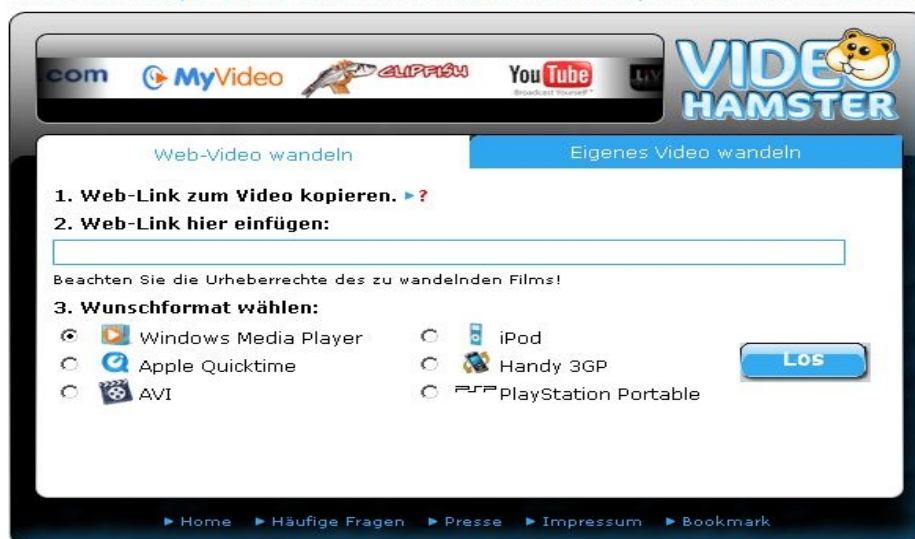 com MyVideo CLIPFISH You Tube LIV VIDEO HAMSTER
Broadcast Yourself™
Web-Video wandeln Eigenes Video wandeln
1. Web-Link zum Video kopieren. ►?
2. Web-Link hier einfügen:
Beachten Sie die Urheberrechte des zu wandelnden Films!
3. Wunschformat wählen:
Windows Media Player iPod
Apple Quicktime Handy 3GP Los
AVI PSP PlayStation Portable
► Home ► Häufige Fragen ► Presse ► Impressum ► Bookmark